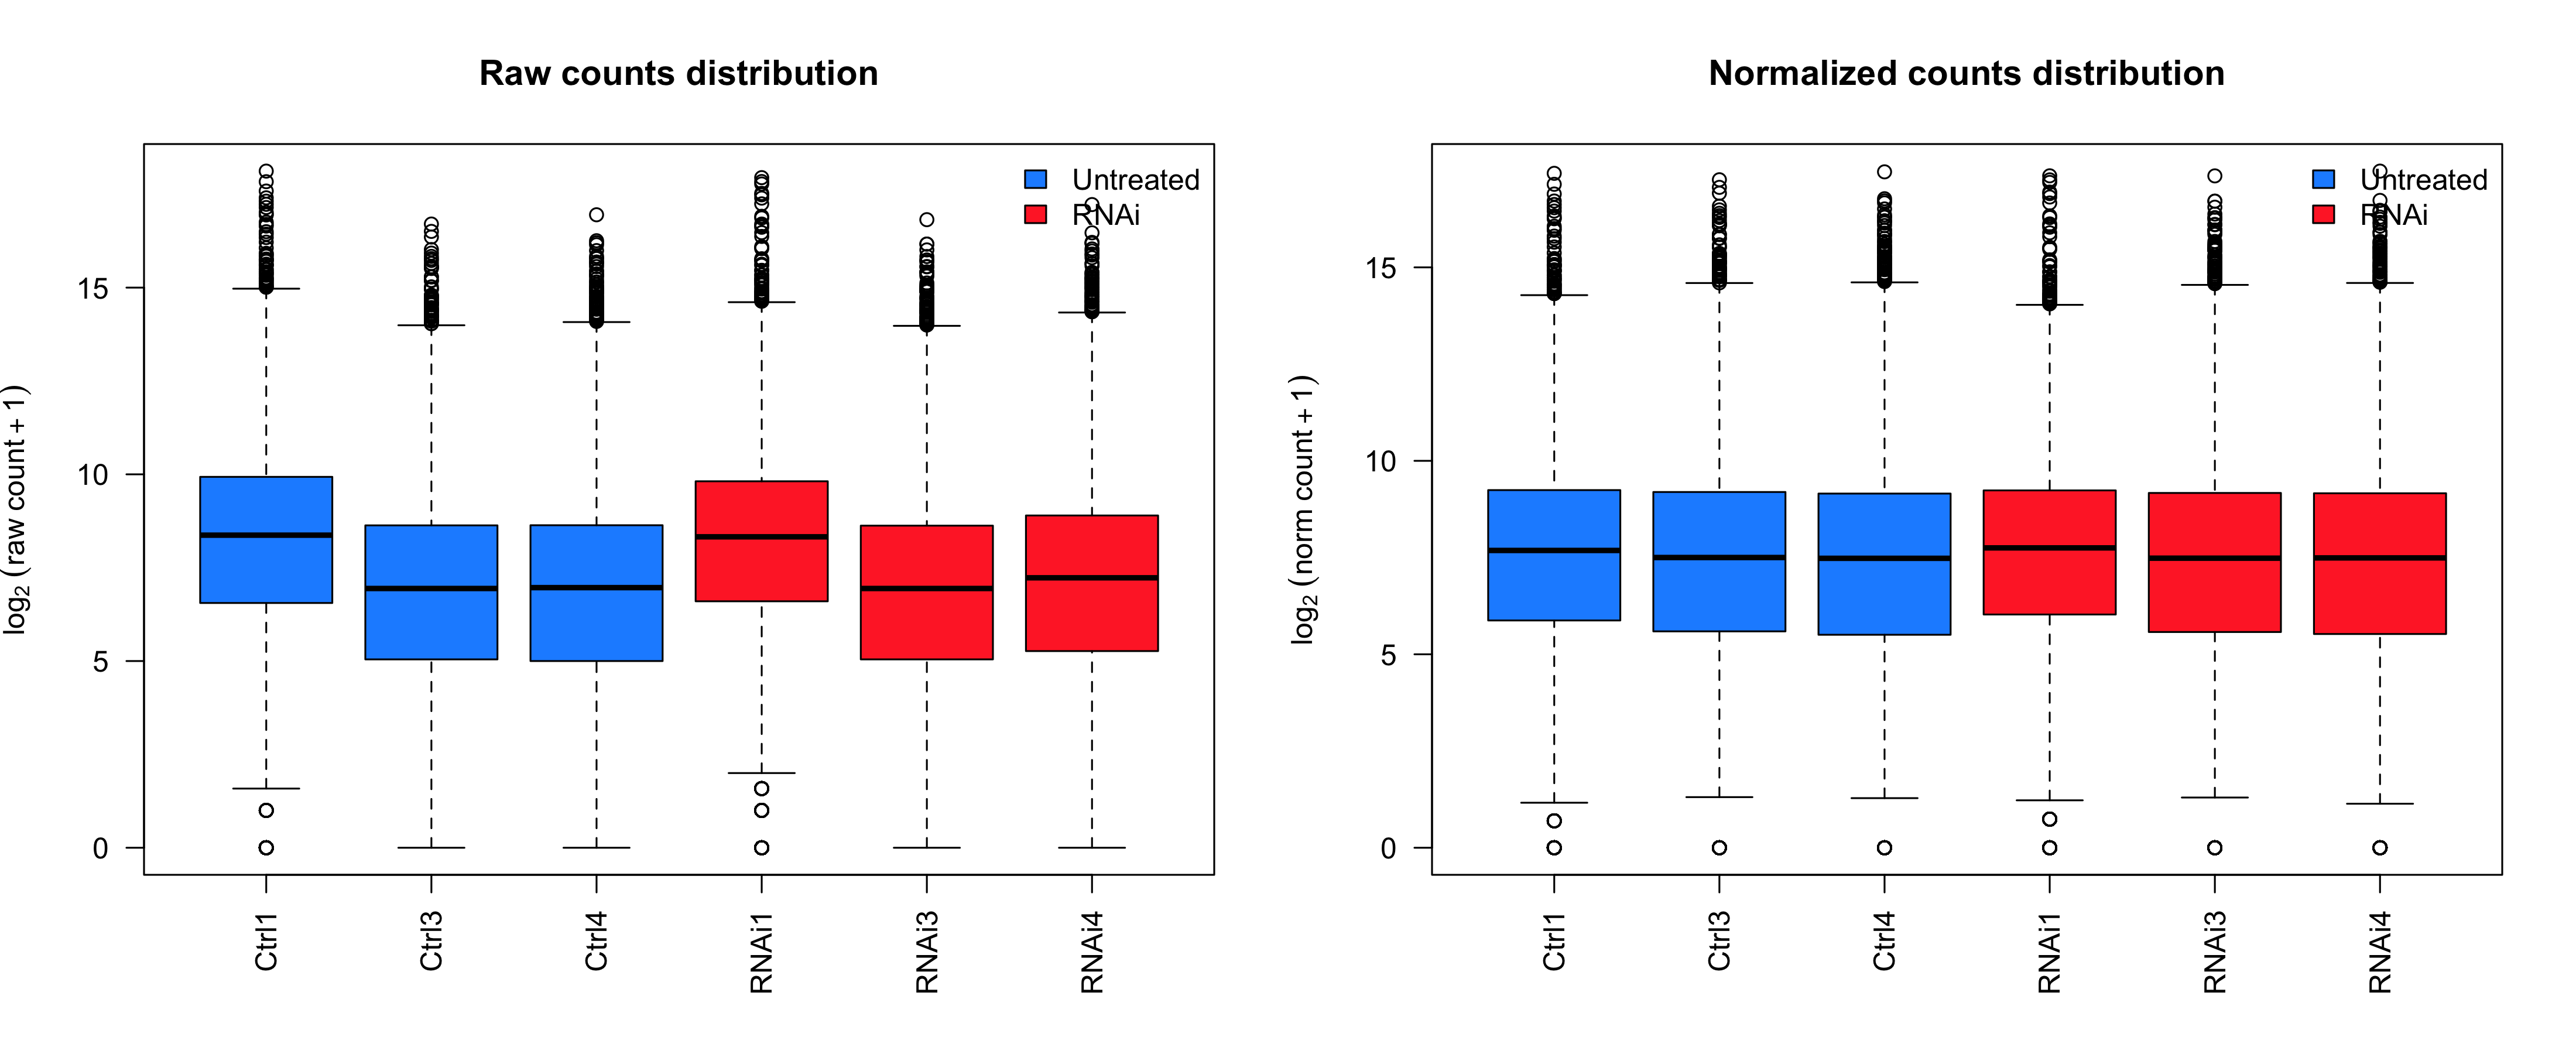 Raw counts distribution
Untreated
RNAi
log2 (raw count + 1)
15
10
5
0
Ctrl1
Ctrl3
Ctrl4
RNAi1
RNAi3
RNAi4
Normalized counts distribution
Untreated
RNAi
log2 (norm count + 1)
15
10
5
0
Ctrl1
Ctrl3
Ctrl4
RNAi1
RNAi3
RNAi4